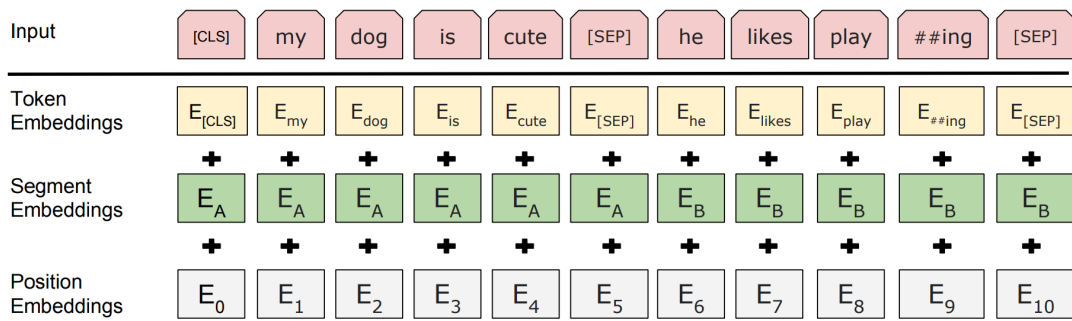 Input [CLS] my dog is cute [SEP] he likes play ##ing [SEP]
Token Embeddings E[CLS] Emy Edog Eis Ecute E[SEP] Ehe Elikes Eplay E##ing E[SEP]
+ + + + + + + + + + +
Segment Embeddings EA EA EA EA EA EA EB EB EB EB EB
+ + + + + + + + + + +
Position Embeddings E0 E1 E2 E3 E4 E5 E6 E7 E8 E9 E10